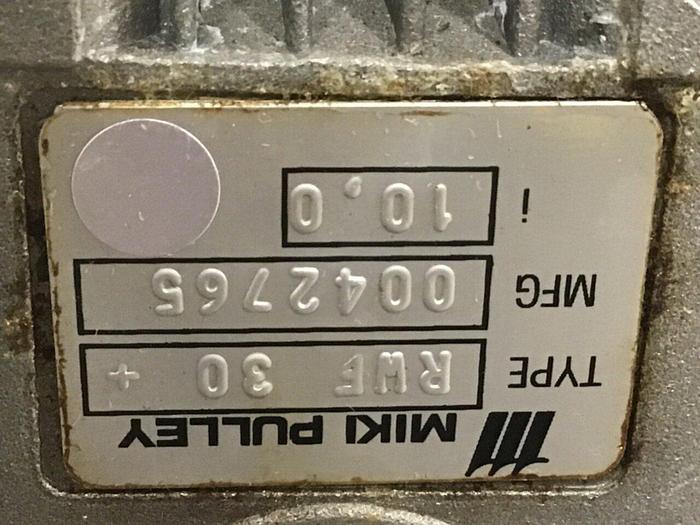 MIKI PULLEY
TYPE RWF 30 +
MFG 0042765
i 10.0